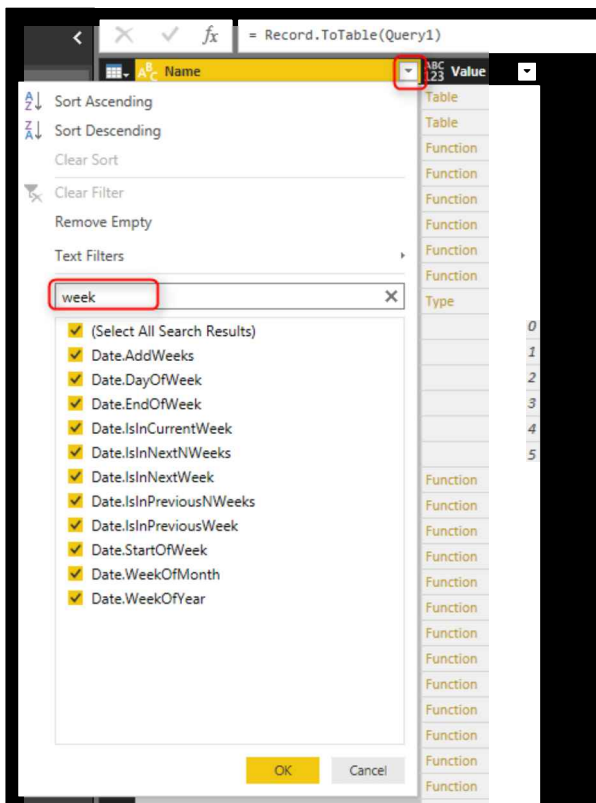 = Record.ToTable(Query1)
ABC Name
ABC 123 Value
Sort Ascending
Sort Descending
Clear Sort
Clear Filter
Remove Empty
Text Filters
week
(Select All Search Results)
Date.AddWeeks
Date.DayOfWeek
Date.EndOfWeek
Date.IsInCurrentWeek
Date.IsInNextNWeeks
Date.IsInNextWeek
Date.IsInPreviousNWeeks
Date.IsInPreviousWeek
Date.StartOfWeek
Date.WeekOfMonth
Date.WeekOfYear
OK Cancel
Table
Table
Function
Function
Function
Function
Function
Function
Type
0
1
2
3
4
5
Function
Function
Function
Function
Function
Function
Function
Function
Function
Function
Function
Function
Function